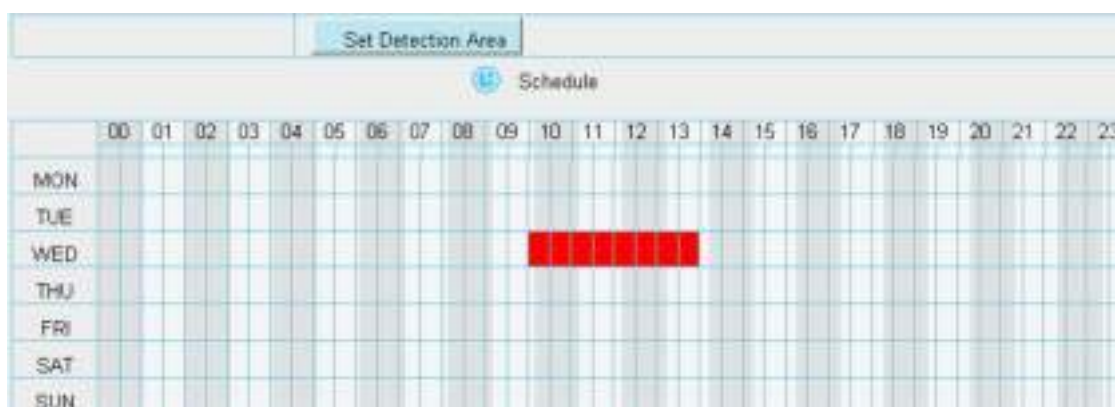 Set Detection Area
Schedule
00 01 02 03 04 05 06 07 08 09 10 11 12 13 14 15 16 17 18 19 20 21 22 23
MON
TUE
WED
THU
FRI
SAT
SUN